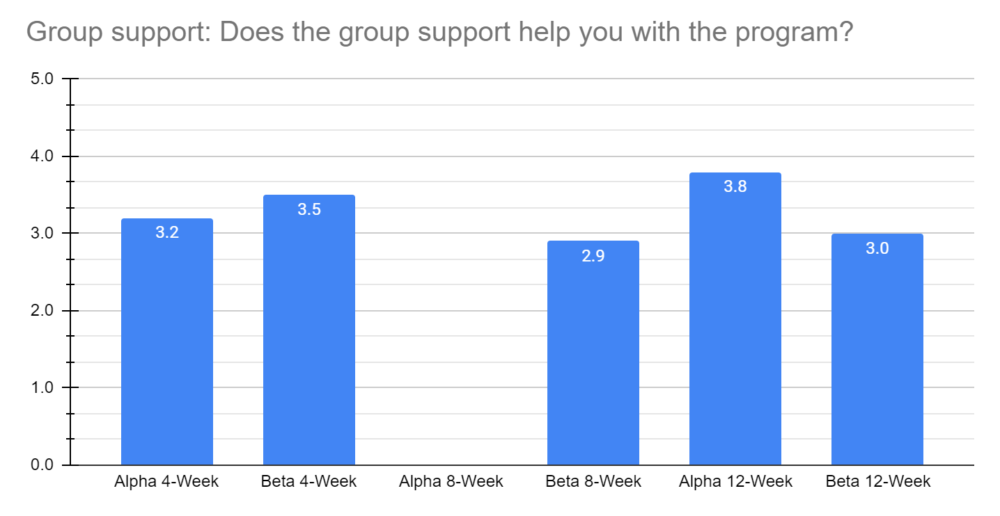 Group support: Does the group support help you with the program?
5.0
4.0
3.0
2.0
1.0
0.0
3.2
3.5
2.9
3.8
3.0
Alpha 4-Week
Beta 4-Week
Alpha 8-Week
Beta 8-Week
Alpha 12-Week
Beta 12-Week